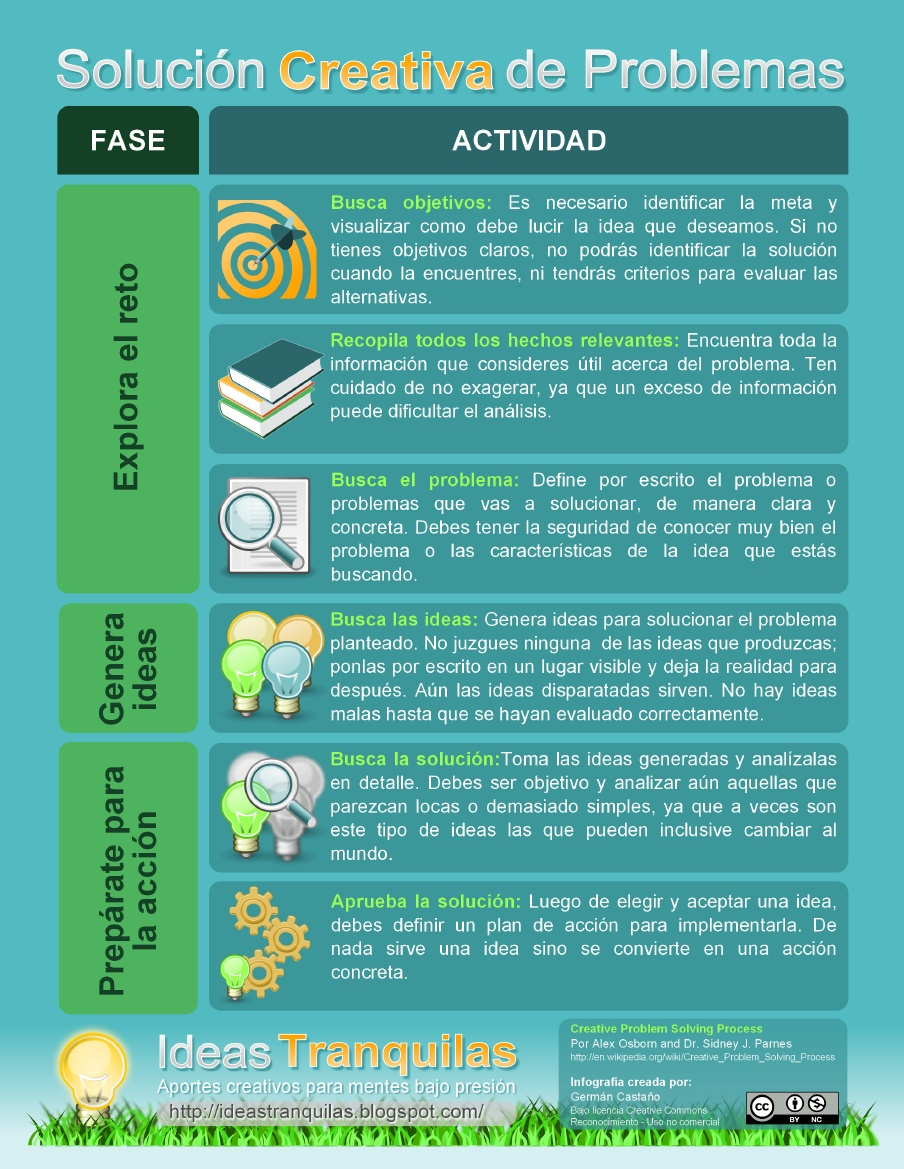 Solución Creativa de Problemas
FASE
ACTIVIDAD
Explora el reto
Busca objetivos: Es necesario identificar la meta y
visualizar como debe lucir la idea que deseamos. Si no
tienes objetivos claros, no podrás identificar la solución
cuando la encuentres, ni tendrás criterios para evaluar las
alternativas.
Recopila todos los hechos relevantes: Encuentra toda la
información que consideres útil acerca del problema. Ten
cuidado de no exagerar, ya que un exceso de información
puede dificultar el análisis.
Busca el problema: Define por escrito el problema o
problemas que vas a solucionar, de manera clara y
concreta. Debes tener la seguridad de conocer muy bien el
problema o las características de la idea que estás
buscando.
Genera
ideas
Busca las ideas: Genera ideas para solucionar el problema
planteado. No juzgues ninguna de las ideas que produzcas;
ponlas por escrito en un lugar visible y deja la realidad para
después. Aún las ideas disparatadas sirven. No hay ideas
malas hasta que se hayan evaluado correctamente.
Prepárate para
la acción
Busca la solución:Toma las ideas generadas y analízalas
en detalle. Debes ser objetivo y analizar aún aquellas que
parezcan locas o demasiado simples, ya que a veces son
este tipo de ideas las que pueden inclusive cambiar al
mundo.
Aprueba la solución: Luego de elegir y aceptar una idea,
debes definir un plan de acción para implementarla. De
nada sirve una idea sino se convierte en una acción
concreta.
Ideas Tranquilas
Aportes creativos para mentes bajo presión
http://ideastranquilas.blogspot.com/
Creative Problem Solving Process
Por Alex Osborn and Dr. Sidney J. Parnes
http://en.wikipedia.org/wiki/Creative_Problem_Solving_Process
Infografía creada por:
Germán Castaño
Bajo licencia Creative Commons
Reconocimiento - Uso no comercial
cc BY NC